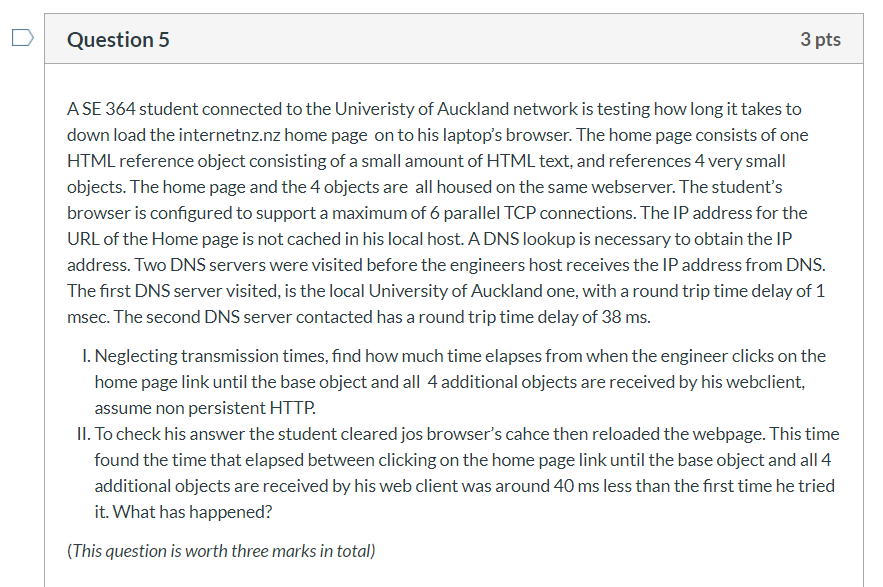 Question 5
3 pts
A SE 364 student connected to the Univeristy of Auckland network is testing how long it takes to
down load the internetnz.nz home page on to his laptop's browser. The home page consists of one
HTML reference object consisting of a small amount of HTML text, and references 4 very small
objects. The home page and the 4 objects are all housed on the same webserver. The student's
browser is configured to support a maximum of 6 parallel TCP connections. The IP address for the
URL of the Home page is not cached in his local host. A DNS lookup is necessary to obtain the IP
address. Two DNS servers were visited before the engineers host receives the IP address from DNS.
The first DNS server visited, is the local University of Auckland one, with a round trip time delay of 1
msec. The second DNS server contacted has a round trip time delay of 38 ms.
I. Neglecting transmission times, find how much time elapses from when the engineer clicks on the
home page link until the base object and all 4 additional objects are received by his webclient,
assume non persistent HTTP.
II. To check his answer the student cleared jos browser's cahce then reloaded the webpage. This time
found the time that elapsed between clicking on the home page link until the base object and all 4
additional objects are received by his web client was around 40 ms less than the first time he tried
it. What has happened?
(This question is worth three marks in total)